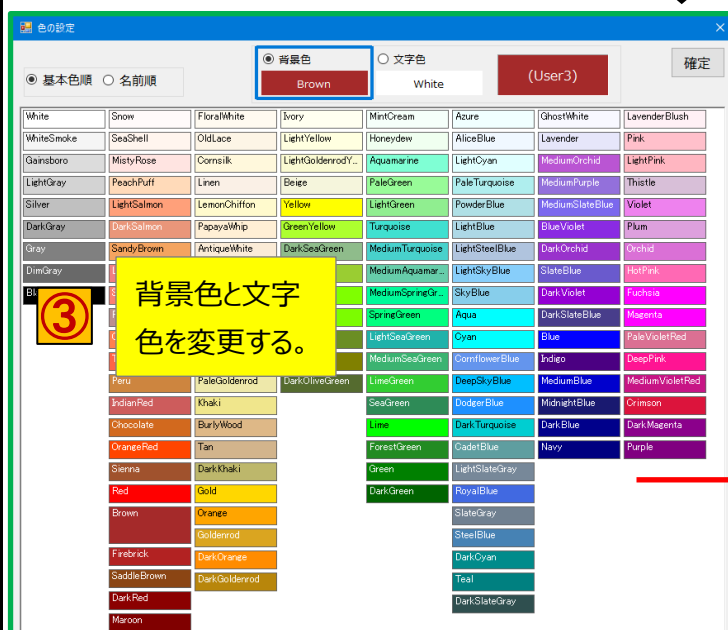 色の設定
基本色順 名前順 背景色 文字色
Brown White (User3) 確定
White Snow FloralWhite Ivory MintCream Azure GhostWhite LavenderBlush
WhiteSmoke SeaShell OldLace LightYellow Honeydew AliceBlue Lavender Pink
Gainsboro MistyRose Cornsilk LightGoldenrodY... Aquamarine LightCyan MediumOrchid LightPink
LightGray PeachPuff Linen Beige PaleGreen PaleTurquoise MediumPurple Thistle
Silver LightSalmon LemonChiffon Yellow LightGreen PowderBlue MediumSlateBlue Violet
DarkGray DarkSalmon PapayaWhip GreenYellow Turquoise LightBlue BlueViolet Plum
Gray SandyBrown AntiqueWhite DarkSeaGreen MediumTurquoise LightSteelBlue DarkOrchid Orchid
DimGray MediumAquamar... LightSkyBlue SlateBlue HotPink
MediumSpringGr... SkyBlue DarkViolet Fuchsia
SpringGreen Aqua DarkSlateBlue Magenta
LightSeaGreen Cyan Blue PaleVioletRed
MediumSeaGreen CornflowerBlue Indigo DeepPink
③
背景色と文字
色を変更する。
Peru PaleGoldenrod DarkOliveGreen LimeGreen DeepSkyBlue MediumBlue MediumVioletRed
IndianRed Khaki SeaGreen DodgerBlue MidnightBlue Crimson
Chocolate BurlyWood Lime DarkTurquoise DarkBlue DarkMagenta
OrangeRed Tan ForestGreen CadetBlue Navy Purple
Sienna DarkKhaki Green LightSlateGray
Red Gold DarkGreen RoyalBlue
Brown Orange SlateGray
Goldenrod SteelBlue
Firebrick DarkOrange DarkCyan
SaddleBrown DarkGoldenrod Teal
DarkRed DarkSlateGray
Maroon